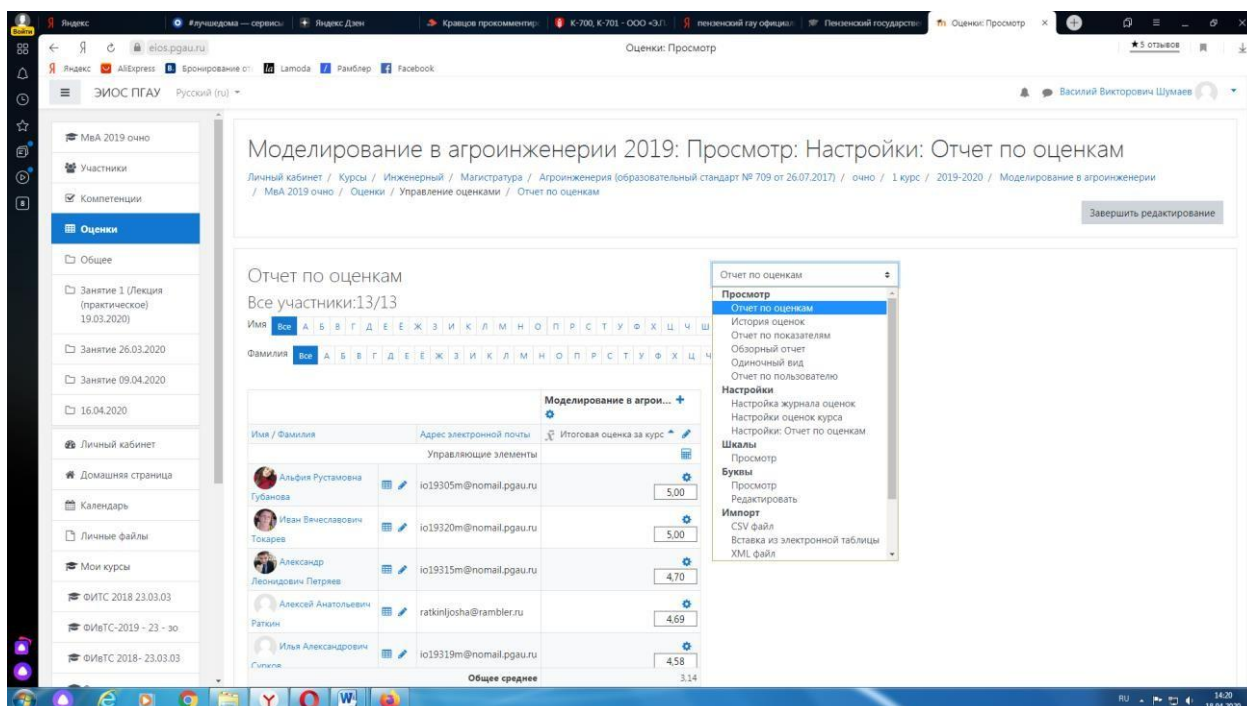 Войти
Яндекс
#лучшедома — сервисы
Яндекс Дзен
Кравцов прокомментир
К-700, К-701 - ООО «Э.П.
пензенский гау официал
Пензенский государстве
Оценки: Просмотр
Я
elos.pgau.ru
Оценки: Просмотр
★5 отзывов
Яндекс
AliExpress
Бронирование от
Lamoda
Рамблер
Facebook
ЭИОС ПГАУ
Русский (ru)
Василий Викторович Шумаев
МвА 2019 очно
Участники
Компетенции
Оценки
Общее
Занятие 1 (Лекция
(практическое)
19.03.2020)
Занятие 26.03.2020
Занятие 09.04.2020
16.04.2020
Личный кабинет
Домашняя страница
Календарь
Личные файлы
Мои курсы
ФИТС 2018 23.03.03
ФИвТС-2019 - 23 - зо
ФИвТС 2018- 23.03.03
Моделирование в агроинженерии 2019: Просмотр: Настройки: Отчет по оценкам
Личный кабинет / Курсы / Инженерный / Магистратура / Агроинженерия (образовательный стандарт № 709 от 26.07.2017) / очно / 1 курс / 2019-2020 / Моделирование в агроинженерии
/ МвА 2019 очно / Оценки / Управление оценками / Отчет по оценкам
Завершить редактирование
Отчет по оценкам
Все участники:13/13
Имя Все А Б В Г Д Е Ё Ж З И К Л М Н О П Р С Т У Ф Х Ц Ч Ш
Фамилия Все А Б В Г Д Е Ё Ж З И К Л М Н О П Р С Т У Ф Х Ц Ч
Моделирование в агрои...
Имя / Фамилия
Адрес электронной почты
Итоговая оценка за курс
Управляющие элементы
Альфия Рустамовна
Губанова
io19305m@nomail.pgau.ru
5,00
Иван Вячеславович
Токарев
io19320m@nomail.pgau.ru
5,00
Александр
Леонидович Петряев
io19315m@nomail.pgau.ru
4,70
Алексей Анатольевич
Раткин
ratkinljosha@rambler.ru
4,69
Илья Александрович
Сурков
io19319m@nomail.pgau.ru
4,58
Общее среднее
3,14
Отчет по оценкам
Просмотр
Отчет по оценкам
История оценок
Отчет по показателям
Обзорный отчет
Одиночный вид
Отчет по пользователю
Настройки
Настройка журнала оценок
Настройки оценок курса
Настройки: Отчет по оценкам
Шкалы
Просмотр
Буквы
Просмотр
Редактировать
Импорт
CSV файл
Вставка из электронной таблицы
XML файл
RU
14:20
18.04.2020